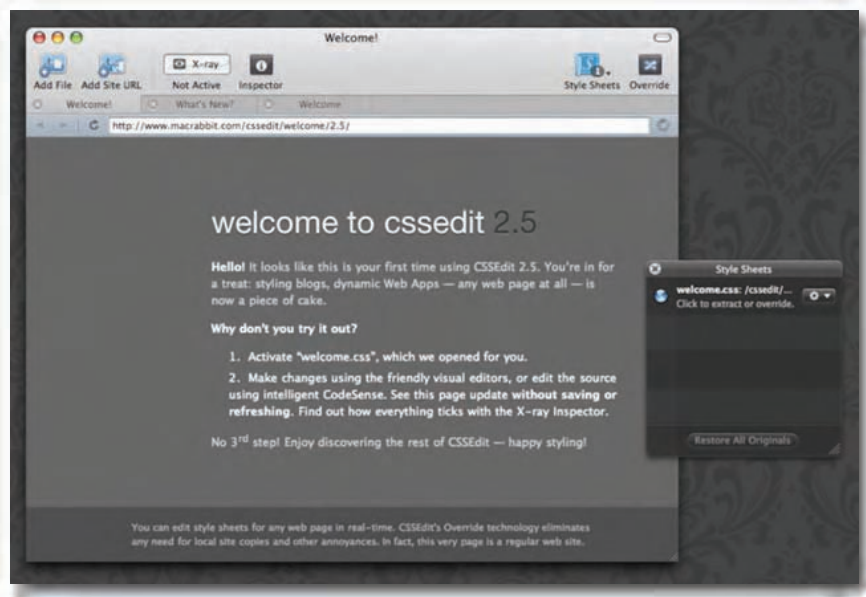 Welcome!
X-ray
Add File Add Site URL Not Active Inspector Style Sheets Override
Welcome! What's New? Welcome
http://www.macrabbit.com/cssedit/welcome/2.5/
welcome to cssedit 2.5
Hello! It looks like this is your first time using CSSEdit 2.5. You're in for
a treat: styling blogs, dynamic Web Apps — any web page at all — is
now a piece of cake.
Why don't you try it out?
1. Activate "welcome.css", which we opened for you.
2. Make changes using the friendly visual editors, or edit the source
using intelligent CodeSense. See this page update without saving or
refreshing. Find out how everything ticks with the X-ray Inspector.
No 3rd step! Enjoy discovering the rest of CSSEdit — happy styling!
You can edit style sheets for any web page in real-time. CSSEdit's Override technology eliminates
any need for local site copies and other annoyances. In fact, this very page is a regular web site.
Style Sheets
welcome.css: /cssedit/...
Click to extract or override.
Restore All Originals